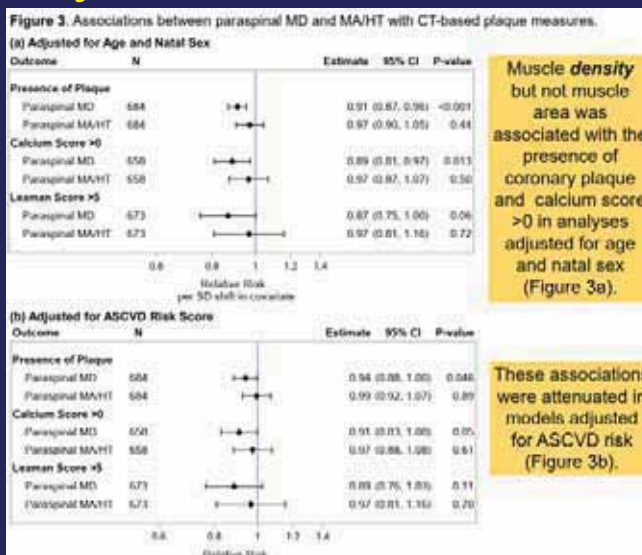 Figure 3. Associations between paraspinal MD and MA/HT with CT-based plaque measures.
(a) Adjusted for Age and Natal Sex
Outcome N Estimate 95% CI P-value
Presence of Plaque
Paraspinal MD 684 0.91 (0.87, 0.96) <0.001
Paraspinal MA/HT 684 0.97 (0.90, 1.05) 0.44
Calcium Score >0
Paraspinal MD 658 0.89 (0.81, 0.97) 0.013
Paraspinal MA/HT 658 0.97 (0.87, 1.07) 0.50
Leaman Score >5
Paraspinal MD 673 0.87 (0.75, 1.00) 0.06
Paraspinal MA/HT 673 0.97 (0.81, 1.16) 0.72
0.6 0.8 1 1.2 1.4
Relative Risk
per SD shift in covariate
Muscle density
but not muscle
area was
associated with the
presence of
coronary plaque
and calcium score
>0 in analyses
adjusted for age
and natal sex
(Figure 3a).
(b) Adjusted for ASCVD Risk Score
Outcome N Estimate 95% CI P-value
Presence of Plaque
Paraspinal MD 684 0.94 (0.88, 1.00) 0.046
Paraspinal MA/HT 684 0.99 (0.92, 1.07) 0.89
Calcium Score >0
Paraspinal MD 658 0.91 (0.83, 1.00) 0.05
Paraspinal MA/HT 658 0.97 (0.88, 1.08) 0.61
Leaman Score >5
Paraspinal MD 673 0.89 (0.76, 1.03) 0.11
Paraspinal MA/HT 673 0.97 (0.81, 1.16) 0.70
0.6 0.8 1 1.2 1.4
Relative Risk
These associations
were attenuated in
models adjusted
for ASCVD risk
(Figure 3b).